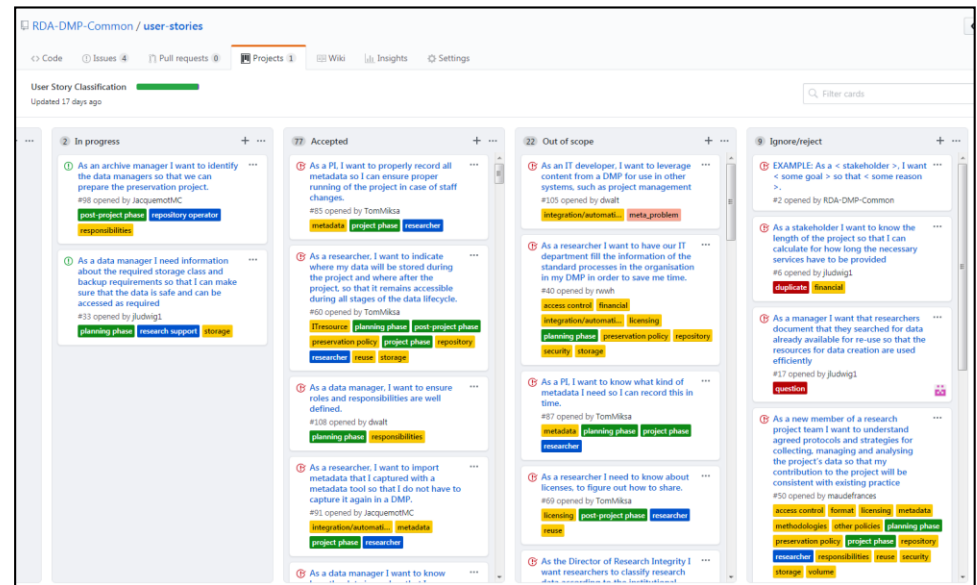 RDA-DMP-Common / user-stories
Code
Issues 4
Pull requests 0
Projects 1
Wiki
Insights
Settings
User Story Classification
Updated 17 days ago
Filter cards
2 In progress
As an archive manager I want to identify
the data managers so that we can
prepare the preservation project.
#98 opened by JacquemotMC
post-project phase repository operator
responsibilities
As a data manager I need information
about the required storage class and
backup requirements so that I can make
sure that the data is safe and can be
accessed as required
#33 opened by jludwig1
planning phase research support storage
77 Accepted
As a PI, I want to properly record all
metadata so I can ensure proper
running of the project in case of staff
changes.
#85 opened by TomMiksa
metadata project phase researcher
As a researcher, I want to indicate
where my data will be stored during
the project and where after the
project, so that it remains accessible
during all stages of the data lifecycle.
#60 opened by TomMiksa
ITresource planning phase post-project phase
preservation policy project phase repository
researcher reuse storage
As a data manager, I want to ensure
roles and responsibilities are well
defined.
#108 opened by dwalt
planning phase responsibilities
As a researcher, I want to import
metadata that I captured with a
metadata tool so that I do not have to
capture it again in a DMP.
#91 opened by JacquemotMC
integration/automati... metadata
project phase researcher
As a data manager I want to know
22 Out of scope
As an IT developer, I want to leverage
content from a DMP for use in other
systems, such as project management
#105 opened by dwalt
integration/automati... meta_problem
As a researcher I want to have our IT
department fill the information of the
standard processes in the organisation
in my DMP in order to save me time.
#40 opened by rwwh
access control financial
integration/automati... licensing
planning phase preservation policy repository
security storage
As a PI, I want to know what kind of
metadata I need so I can record this in
time.
#87 opened by TomMiksa
metadata planning phase project phase
researcher
As a researcher I need to know about
licenses, to figure out how to share.
#69 opened by TomMiksa
licensing post-project phase researcher
reuse
As the Director of Research Integrity I
want researchers to classify research
data according to the institutional
9 Ignore/reject
EXAMPLE: As a < stakeholder >, I want
< some goal > so that < some reason
>.
#2 opened by RDA-DMP-Common
As a stakeholder I want to know the
length of the project so that I can
calculate for how long the necessary
services have to be provided
#6 opened by jludwig1
duplicate financial
As a manager I want that researchers
document that they searched for data
already available for re-use so that the
resources for data creation are used
efficiently
#17 opened by jludwig1
question
As a new member of a research
project team I want to understand
agreed protocols and strategies for
collecting, managing and analysing
the project's data so that my
contribution to the project will be
consistent with existing practice
#50 opened by maudefrances
access control format licensing metadata
methodologies other policies planning phase
preservation policy project phase repository
researcher responsibilities reuse security
storage volume